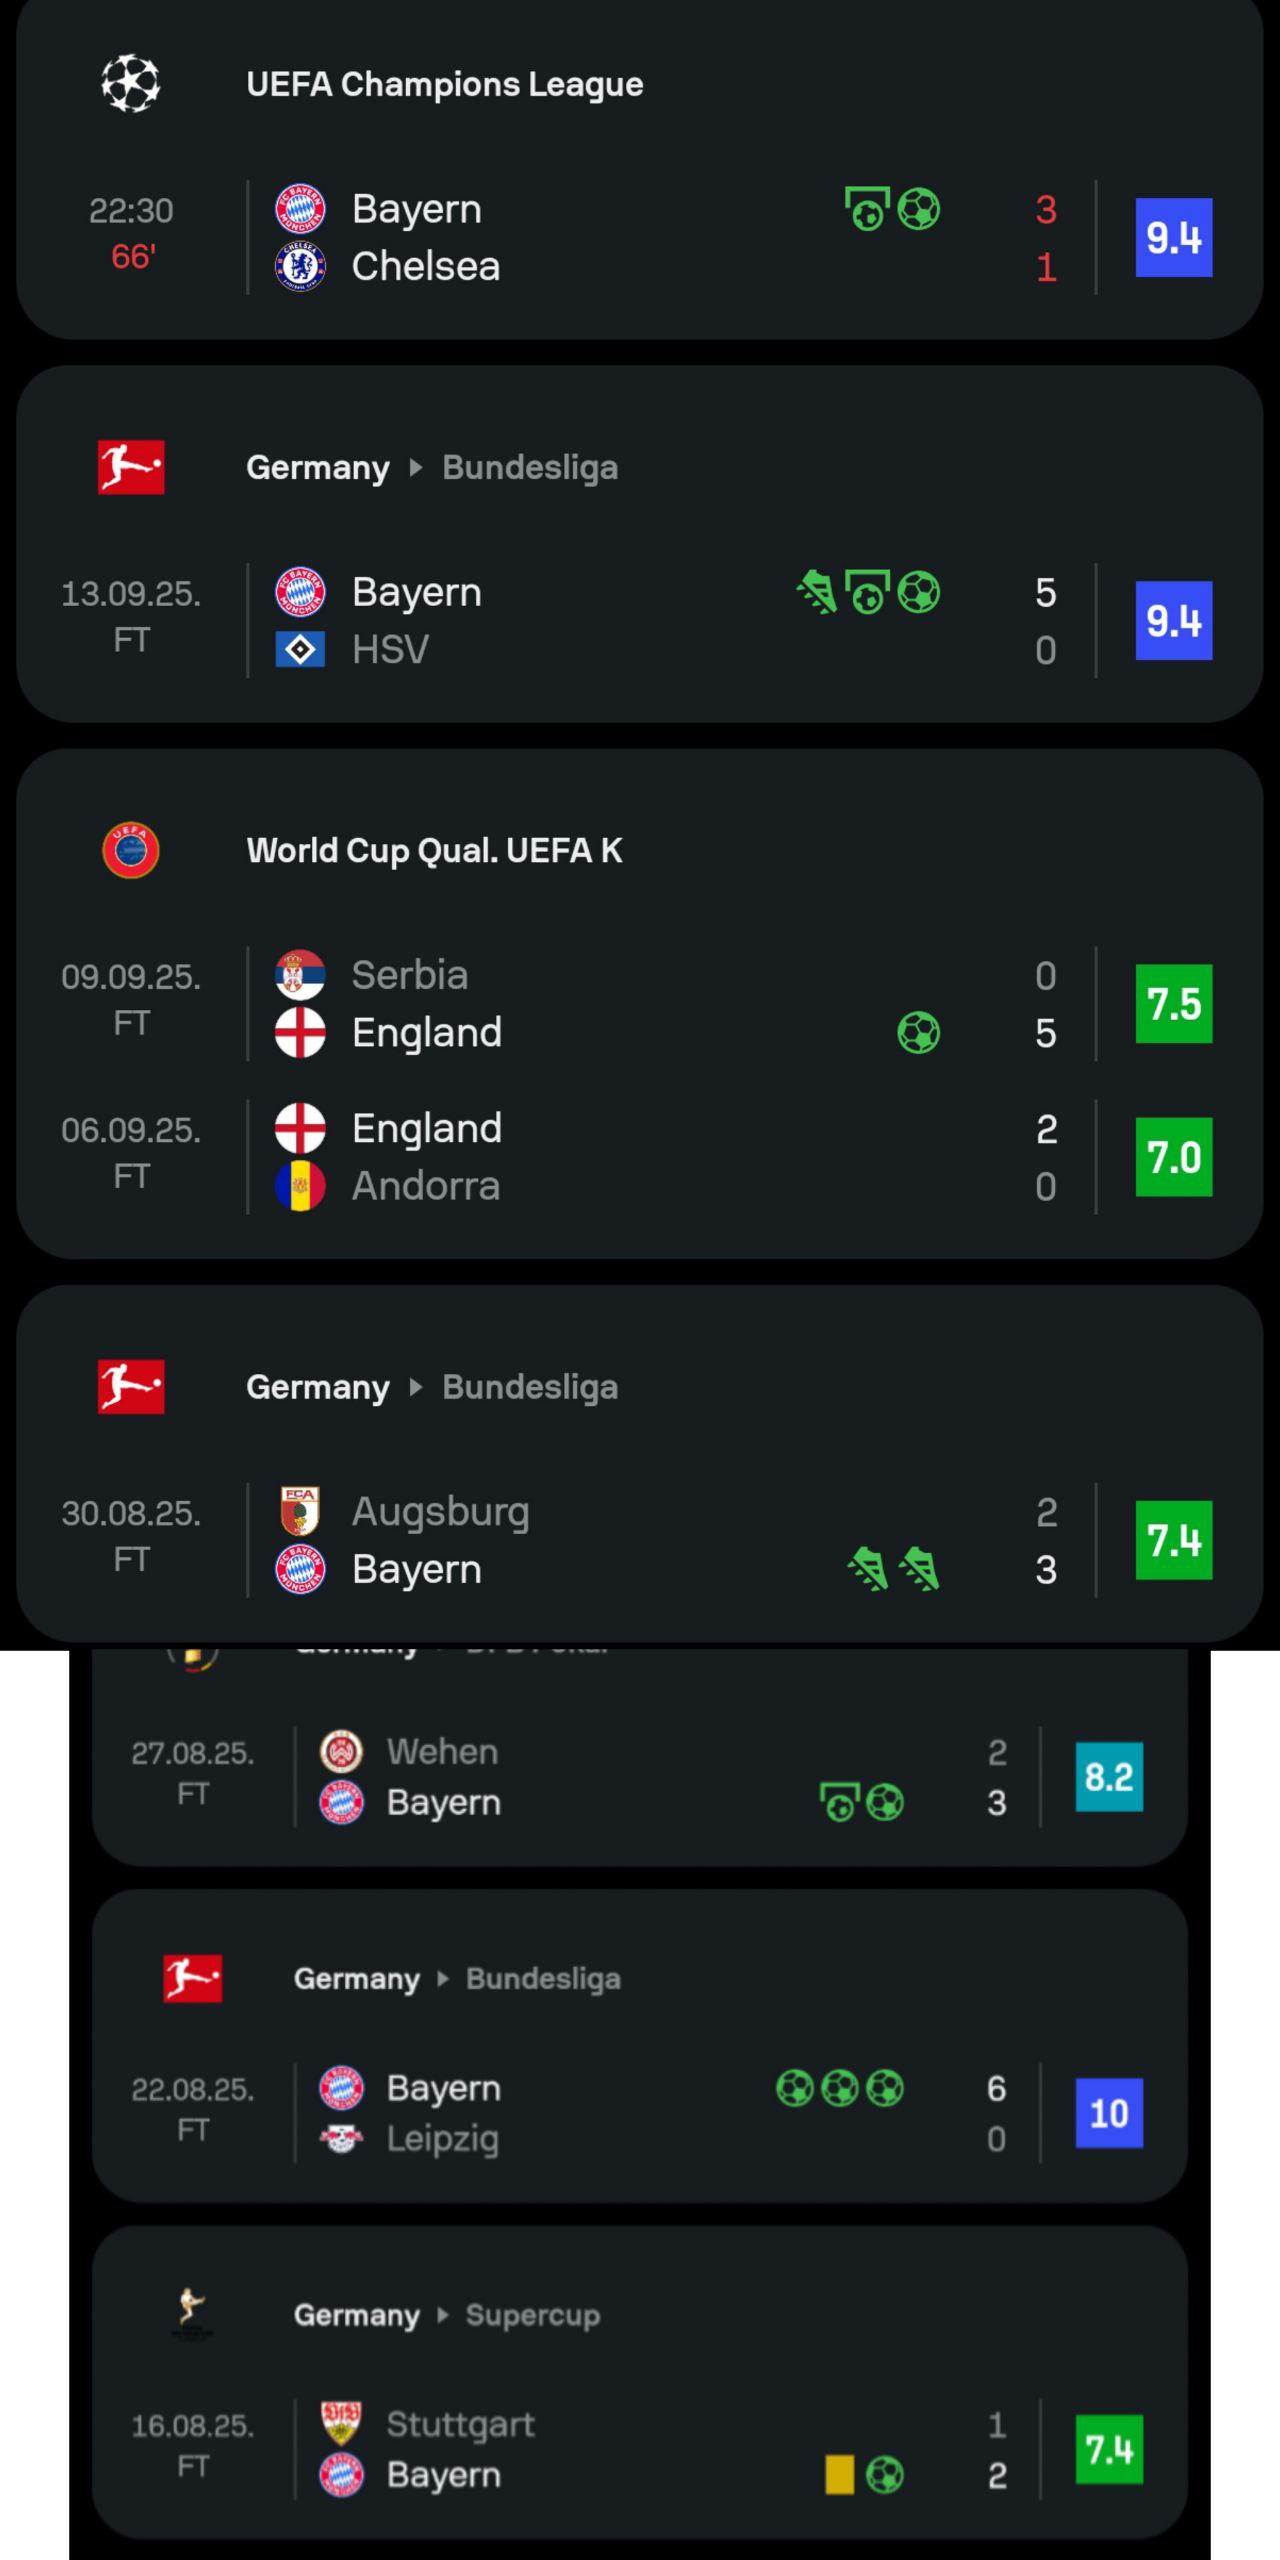 UEFA Champions League
22:30
66'
Bayern
3
Chelsea
1
9.4
Germany Bundesliga
13.09.25.
FT
Bayern
5
HSV
0
9.4
World Cup Qual. UEFA K
09.09.25.
FT
Serbia
0
England
5
7.5
06.09.25.
FT
England
2
Andorra
0
7.0
Germany Bundesliga
30.08.25.
FT
Augsburg
2
Bayern
3
7.4
27.08.25.
FT
Wehen
2
Bayern
3
8.2
Germany Bundesliga
22.08.25.
FT
Bayern
6
Leipzig
0
10
Germany Supercup
16.08.25.
FT
Stuttgart
1
Bayern
2
7.4